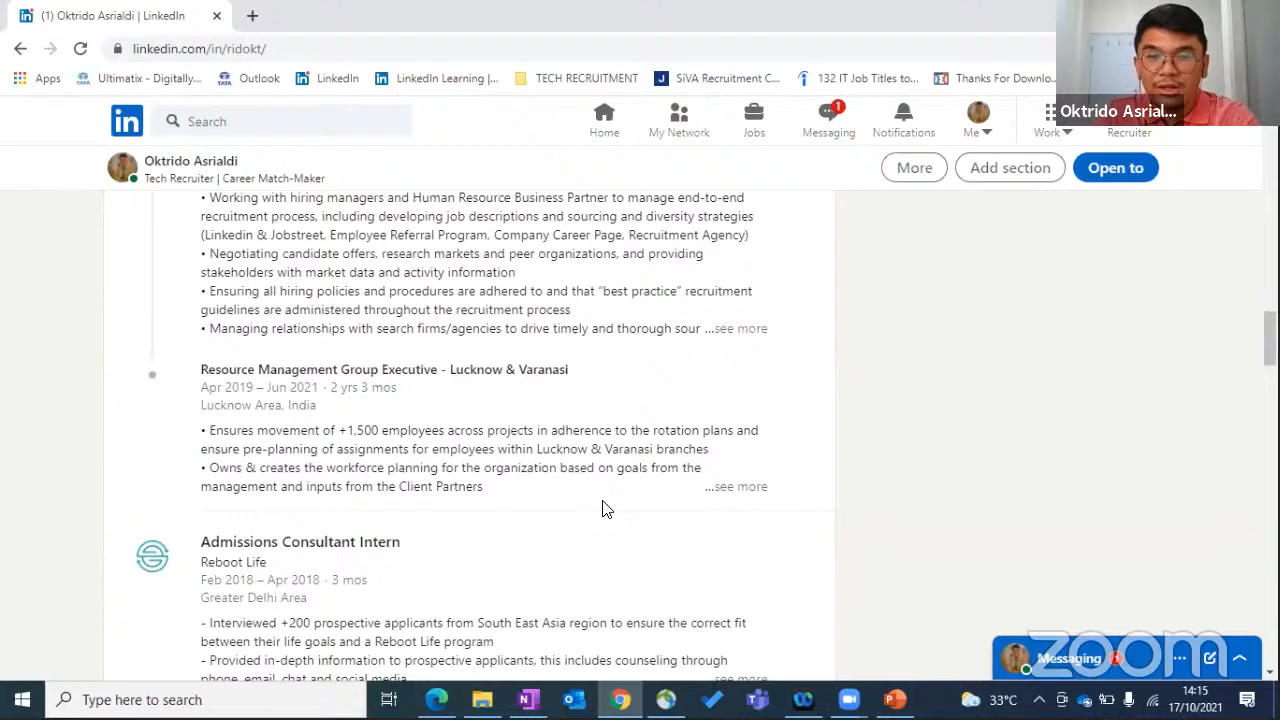 (1) Oktrido Asrialdi | LinkedIn
linkedin.com/in/ridokt/
Apps
Ultimatix - Digitally...
TATA
Outlook
LinkedIn
LinkedIn Learning |...
TECH RECRUITMENT
SiVA Recruitment C...
132 IT Job Titles to...
Thanks For Downlo...
Oktrido Asrial...
in
Search
Home
My Network
Jobs
1
Messaging
Notifications
Me
Work
Recruiter
Oktrido Asrialdi
Tech Recruiter | Career Match-Maker
More
Add section
Open to
• Working with hiring managers and Human Resource Business Partner to manage end-to-end
recruitment process, including developing job descriptions and sourcing and diversity strategies
(Linkedin & Jobstreet, Employee Referral Program, Company Career Page, Recruitment Agency)
• Negotiating candidate offers, research markets and peer organizations, and providing
stakeholders with market data and activity information
• Ensuring all hiring policies and procedures are adhered to and that “best practice” recruitment
guidelines are administered throughout the recruitment process
• Managing relationships with search firms/agencies to drive timely and thorough sour ...see more
Resource Management Group Executive - Lucknow & Varanasi
Apr 2019 – Jun 2021 · 2 yrs 3 mos
Lucknow Area, India
• Ensures movement of +1,500 employees across projects in adherence to the rotation plans and
ensure pre-planning of assignments for employees within Lucknow & Varanasi branches
• Owns & creates the workforce planning for the organization based on goals from the
management and inputs from the Client Partners ...see more
Admissions Consultant Intern
Reboot Life
Feb 2018 – Apr 2018 · 3 mos
Greater Delhi Area
- Interviewed +200 prospective applicants from South East Asia region to ensure the correct fit
between their life goals and a Reboot Life program
- Provided in-depth information to prospective applicants, this includes counseling through
phone, email, chat and social media ...see more
Messaging
zoom
Type here to search
33°C
14:15
17/10/2021